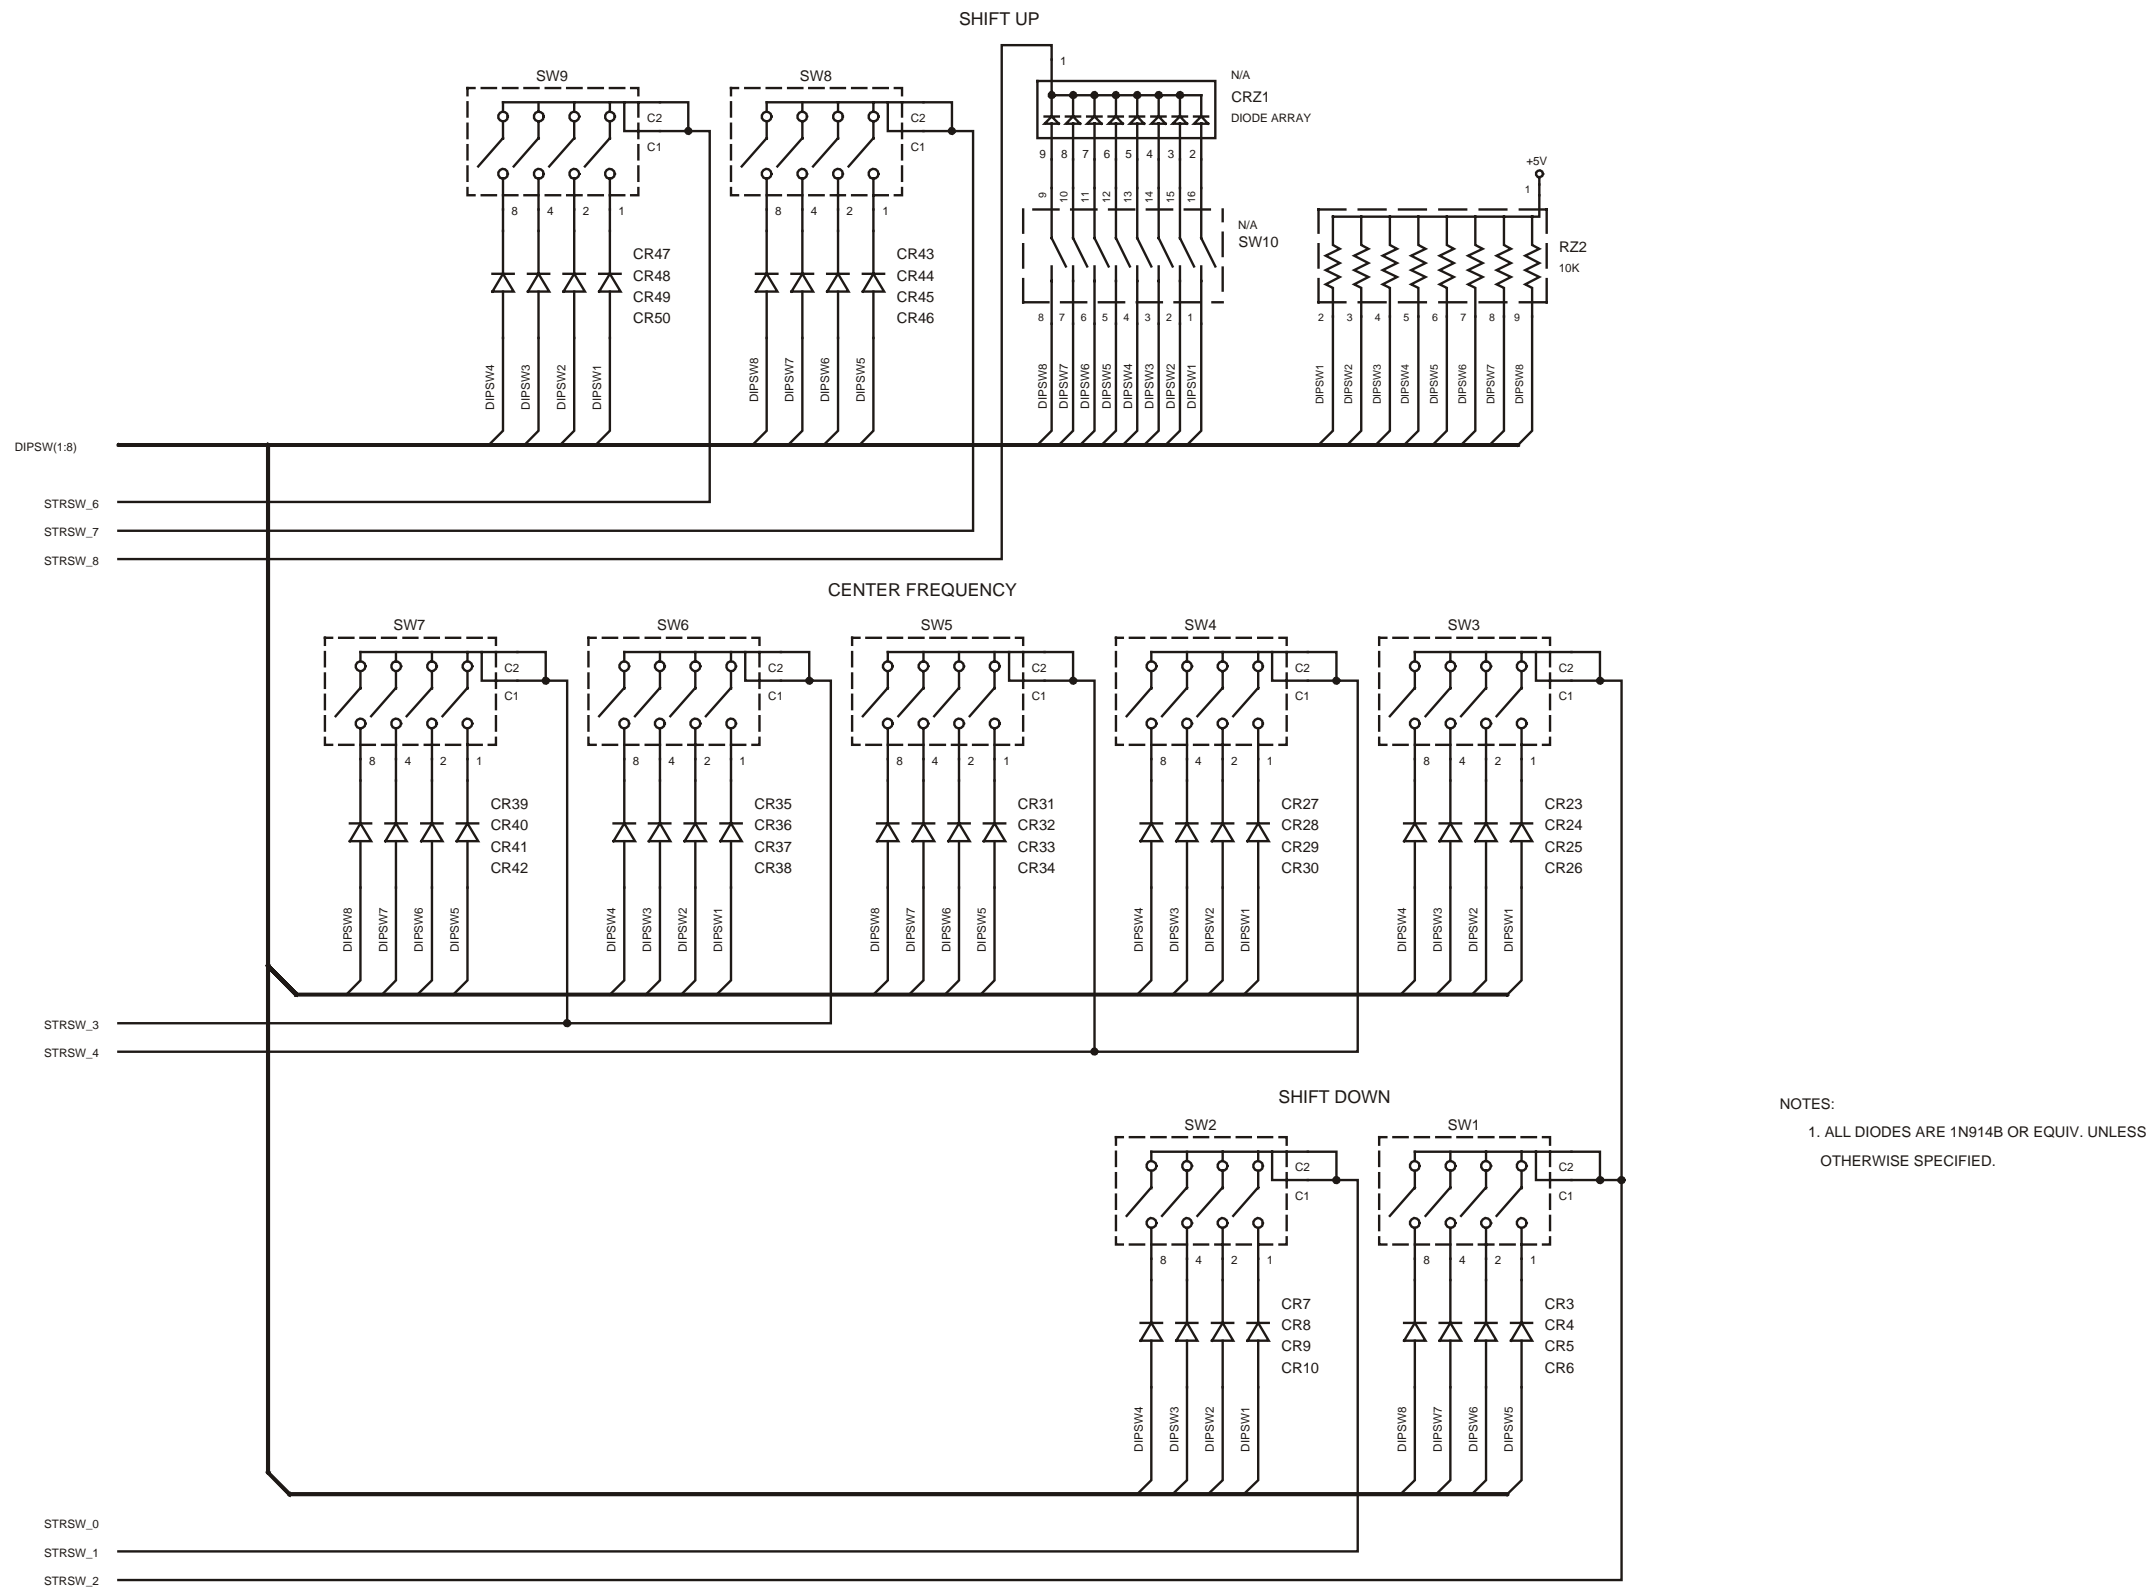 SHIFT UP
SW9
SW8
1
N/A
CRZ1
DIODE ARRAY
C2
C1
C2
C1
9 8 7 6 5 4 3 2
+5V
1
9 10 11 12 13 14 15 16
8 4 2 1
8 4 2 1
N/A
SW10
RZ2
10K
CR47
CR48
CR49
CR50
CR43
CR44
CR45
CR46
8 7 6 5 4 3 2 1
2 3 4 5 6 7 8 9
DIPSW4 DIPSW3 DIPSW2 DIPSW1
DIPSW8 DIPSW7 DIPSW6 DIPSW5
DIPSW8 DIPSW7 DIPSW6 DIPSW5 DIPSW4 DIPSW3 DIPSW2 DIPSW1
DIPSW1 DIPSW2 DIPSW3 DIPSW4 DIPSW5 DIPSW6 DIPSW7 DIPSW8
DIPSW(1:8)
STRSW_6
STRSW_7
STRSW_8
CENTER FREQUENCY
SW7
SW6
SW5
SW4
SW3
C2
C1
C2
C1
C2
C1
C2
C1
C2
C1
8 4 2 1
8 4 2 1
8 4 2 1
8 4 2 1
8 4 2 1
CR39
CR40
CR41
CR42
CR35
CR36
CR37
CR38
CR31
CR32
CR33
CR34
CR27
CR28
CR29
CR30
CR23
CR24
CR25
CR26
DIPSW8 DIPSW7 DIPSW6 DIPSW5
DIPSW4 DIPSW3 DIPSW2 DIPSW1
DIPSW8 DIPSW7 DIPSW6 DIPSW5
DIPSW4 DIPSW3 DIPSW2 DIPSW1
DIPSW4 DIPSW3 DIPSW2 DIPSW1
STRSW_3
STRSW_4
SHIFT DOWN
SW2
SW1
C2
C1
C2
C1
8 4 2 1
8 4 2 1
CR7
CR8
CR9
CR10
CR3
CR4
CR5
CR6
DIPSW4 DIPSW3 DIPSW2 DIPSW1
DIPSW8 DIPSW7 DIPSW6 DIPSW5
STRSW_0
STRSW_1
STRSW_2
NOTES:
1. ALL DIODES ARE 1N914B OR EQUIV. UNLESS
OTHERWISE SPECIFIED.